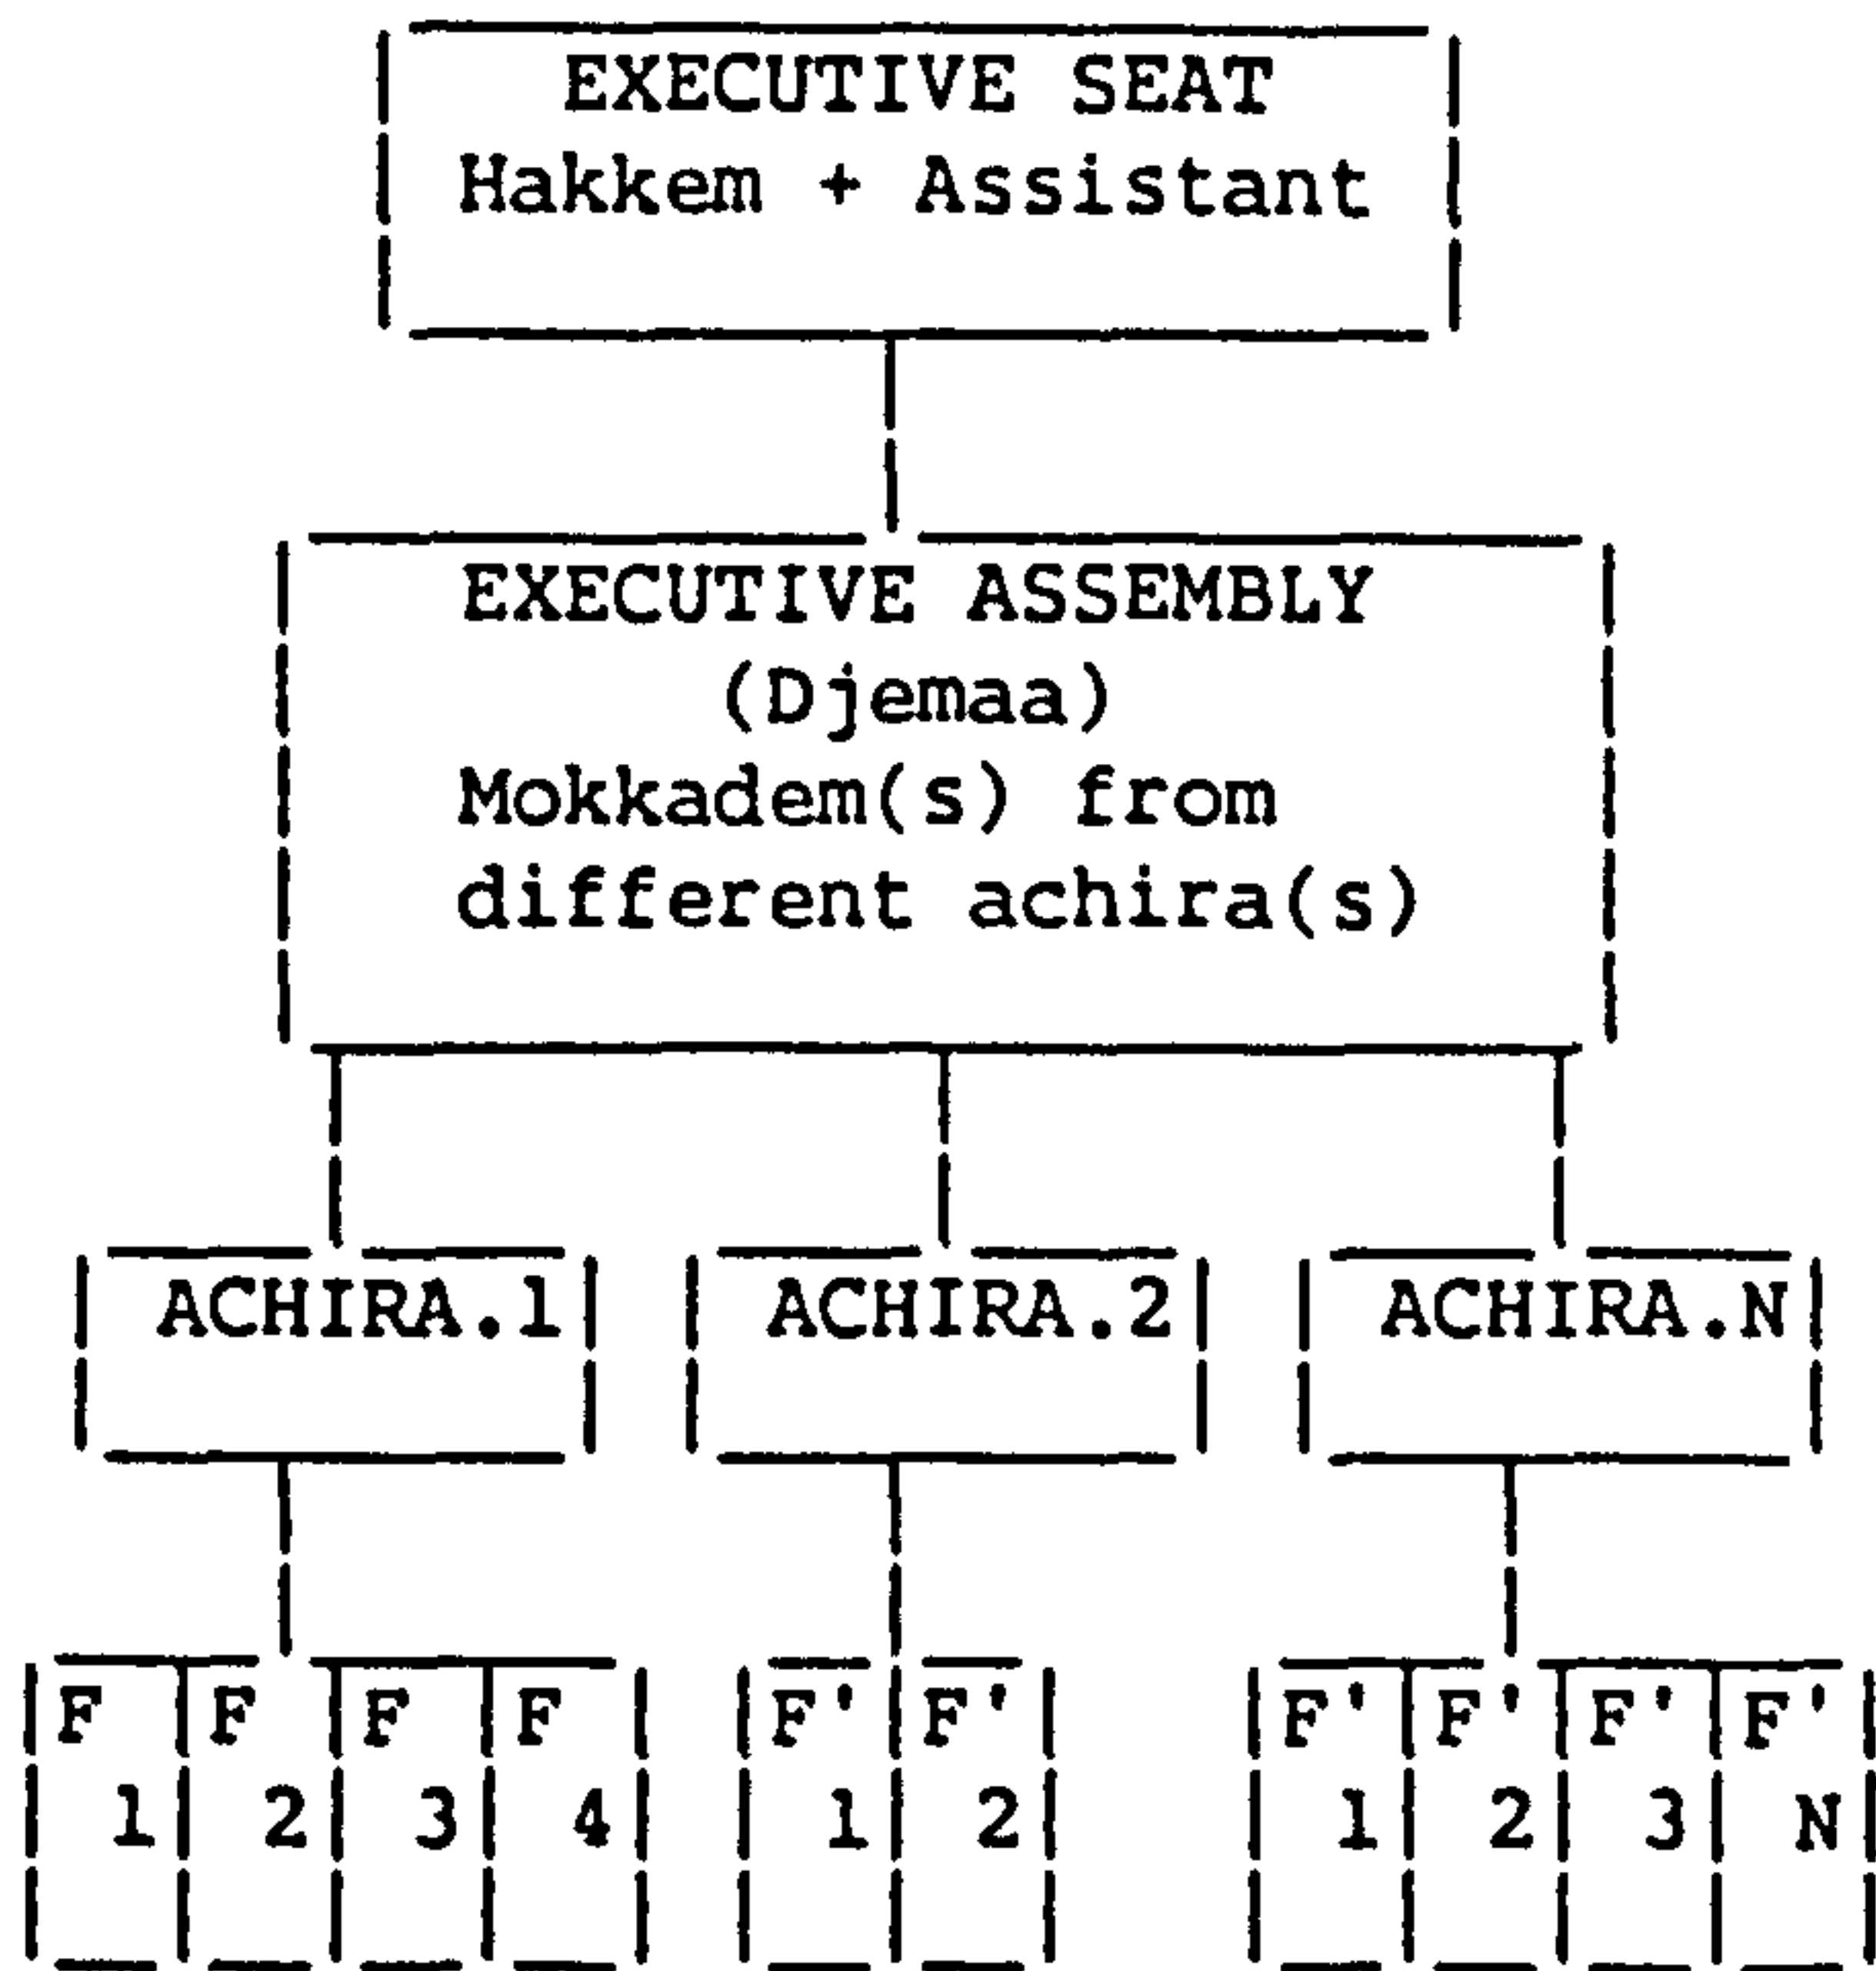 EXECUTIVE SEAT
Hakkem + Assistant
EXECUTIVE ASSEMBLY
(Djemaa)
Mokkadem(s) from
different achira(s)
ACHIRA.1 ACHIRA.2 ACHIRA.N
F F F F F' F' F' F' F' F'
1 2 3 4 1 2 1 2 3 N